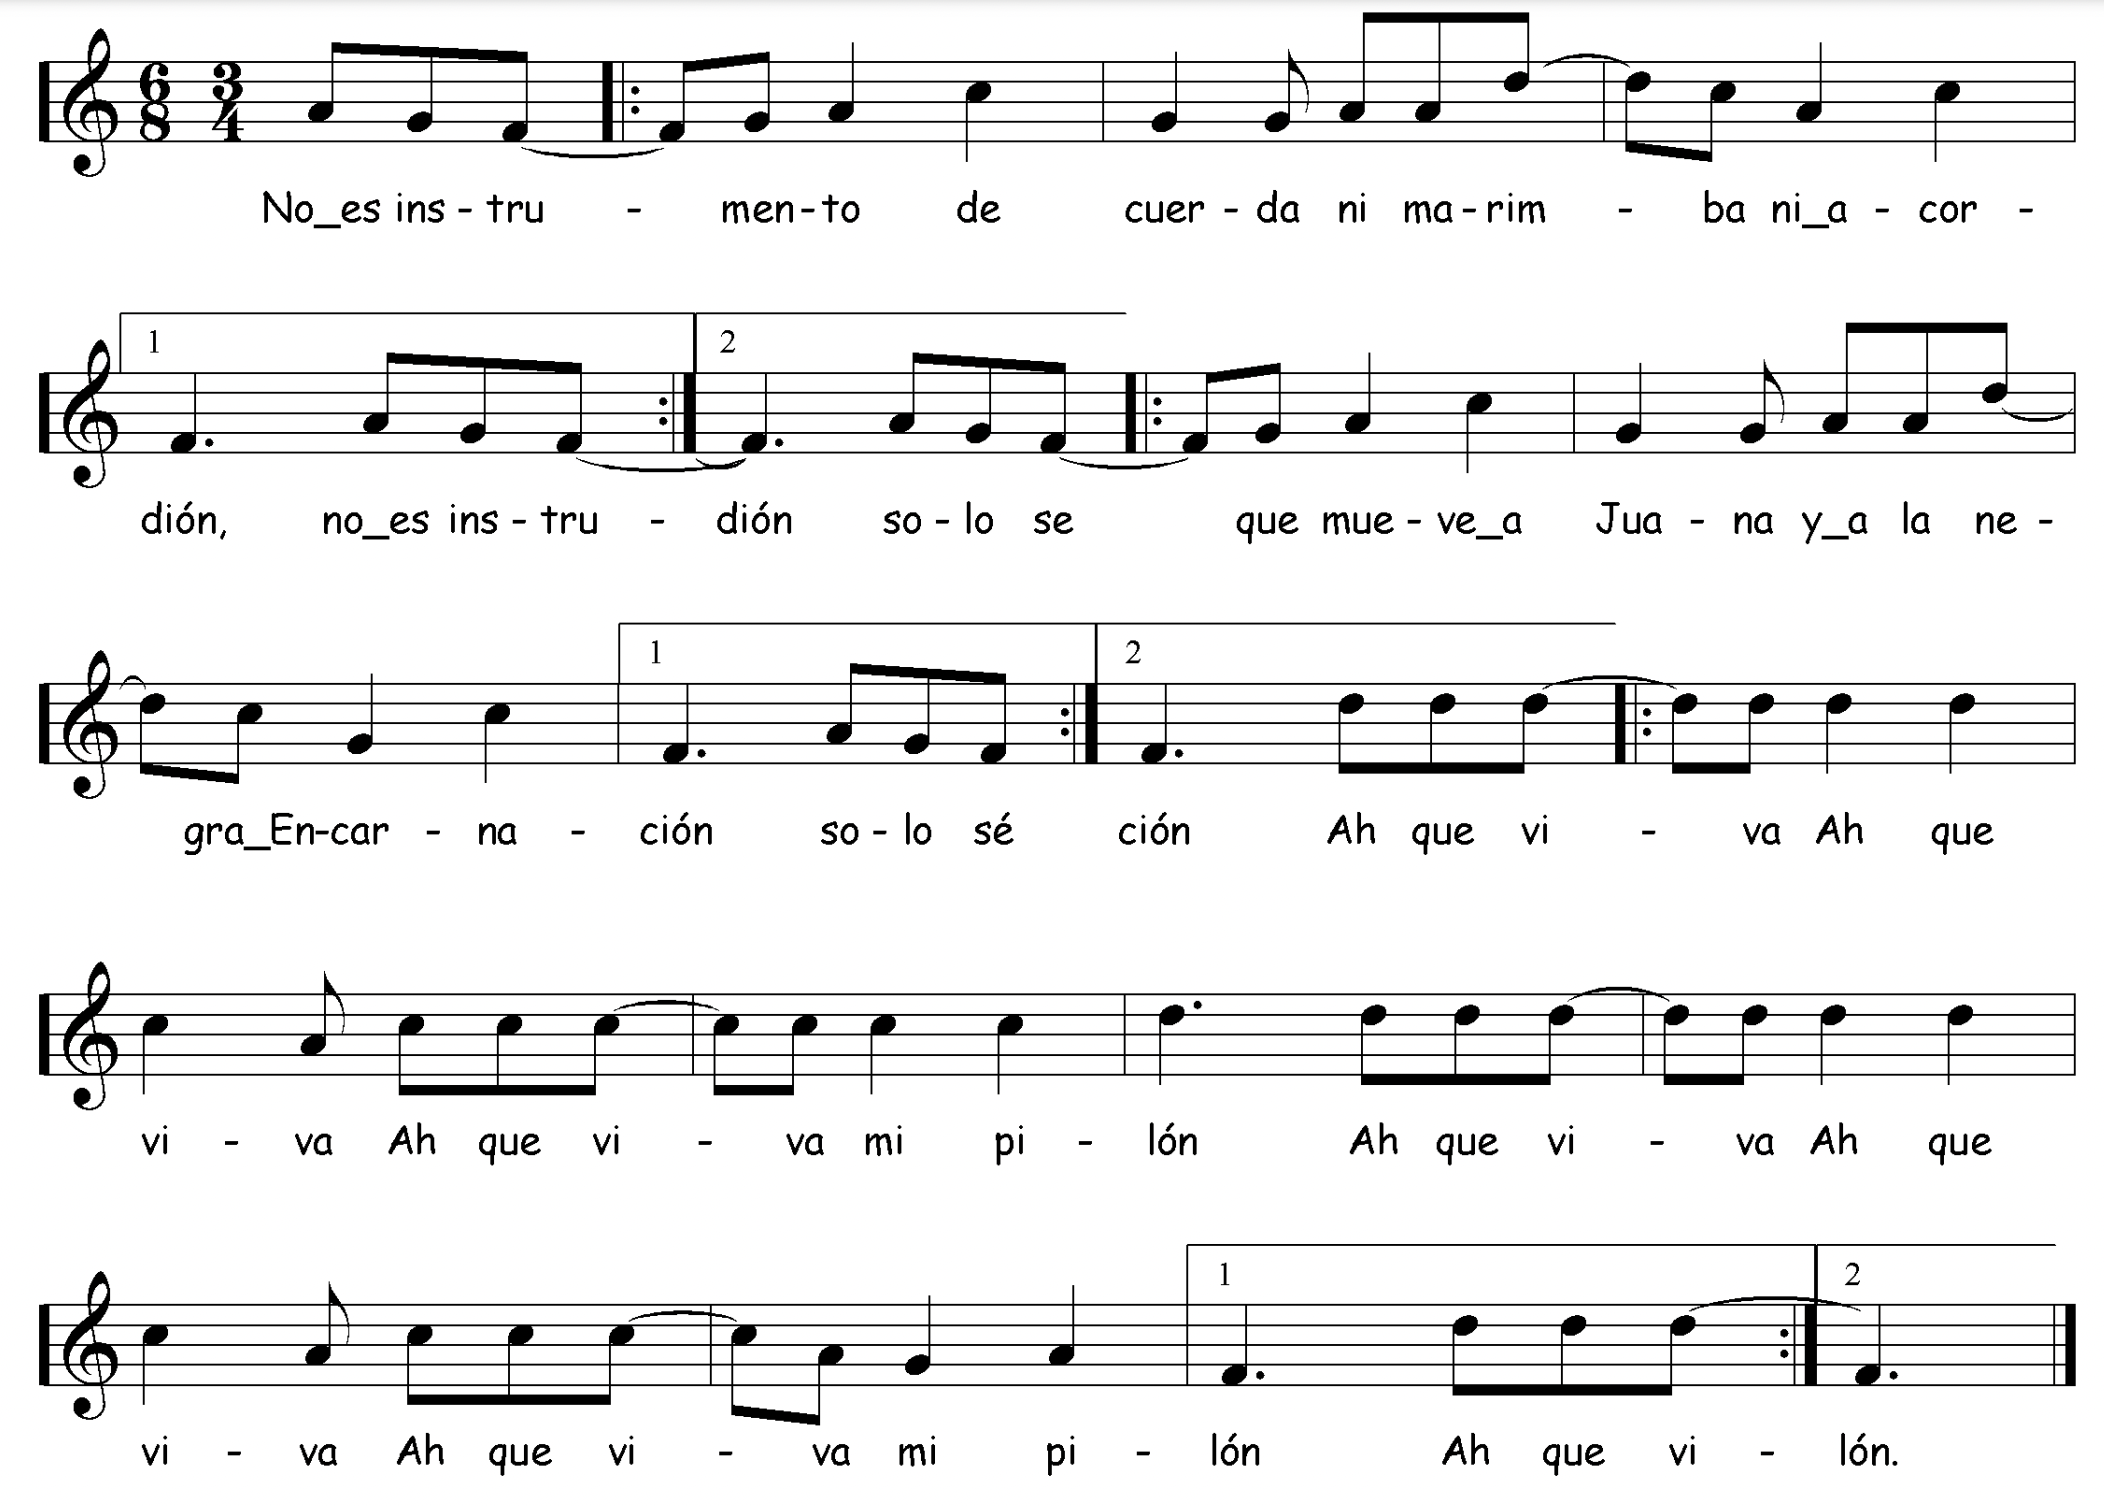 6 3
8 4
No_es ins - tru - men-to de cuer - da ni ma-rim - ba ni_a - cor -
1 2
dión, no_es ins - tru - dión so - lo se que mue - ve_a Jua - na y_a la ne -
1 2
gra_En-car - na - ción so - lo sé ción Ah que vi - va Ah que
vi - va Ah que vi - va mi pi - lón Ah que vi - va Ah que
1 2
vi - va Ah que vi - va mi pi - lón Ah que vi - lón.